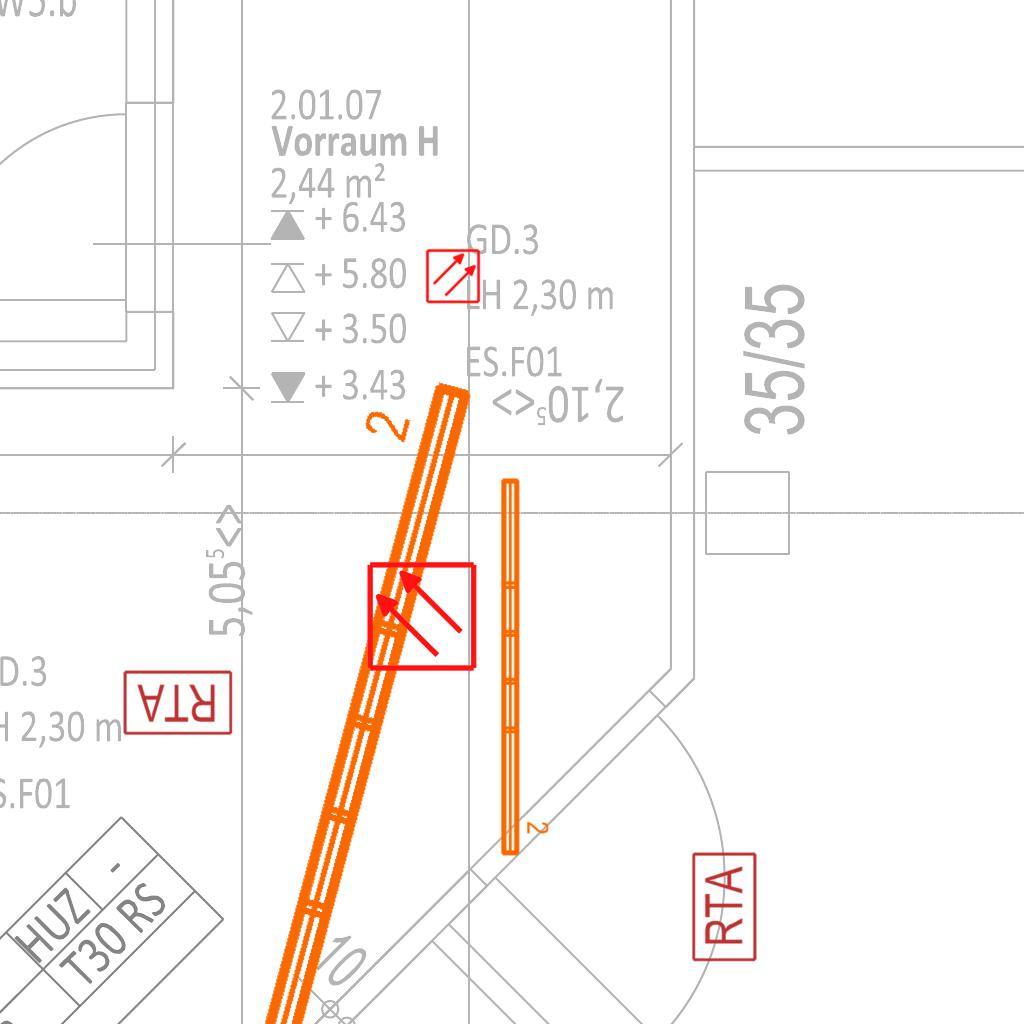 W5.b
2.01.07
Vorraum H
2,44 m²
+ 6.43
+ 5.80
+ 3.50
+ 3.43
GD.3
LH 2,30 m
ES.F01
2,10⁵<>
35/35
2
5,05⁵<>
D.3
H 2,30 m
S.F01
RTA
2
RTA
HUZ -
T30 RS
10